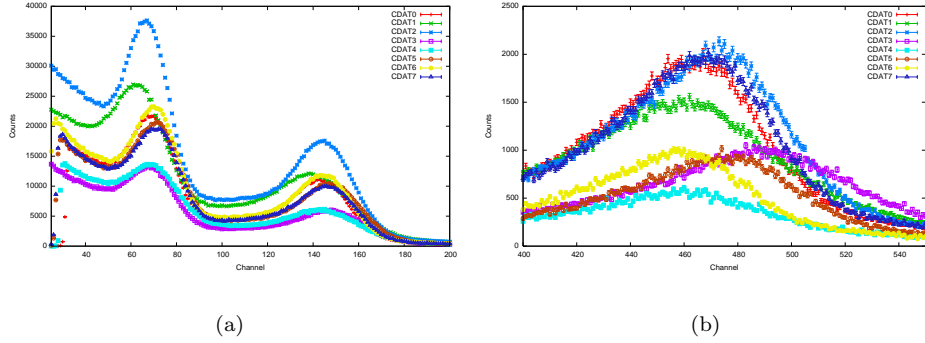 40000
35000
30000
25000
20000
15000
10000
5000
0
Counts
40 60 80 100 120 140 160 180 200
Channel
CDAT0
CDAT1
CDAT2
CDAT3
CDAT4
CDAT5
CDAT6
CDAT7
(a)
2500
2000
1500
1000
500
0
Counts
400 420 440 460 480 500 520 540
Channel
CDAT0
CDAT1
CDAT2
CDAT3
CDAT4
CDAT5
CDAT6
CDAT7
(b)